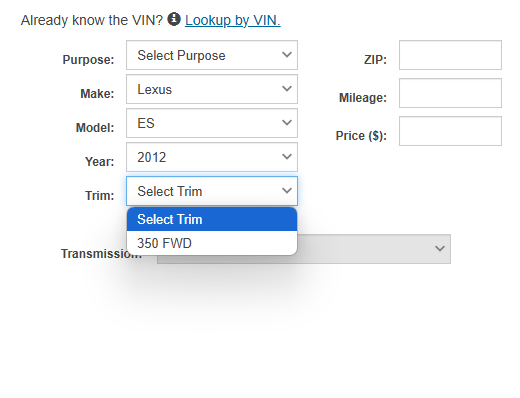 Already know the VIN? Lookup by VIN.
Purpose: Select Purpose
ZIP:
Make: Lexus
Mileage:
Model: ES
Price ($):
Year: 2012
Trim: Select Trim
Select Trim
350 FWD
Transmission: